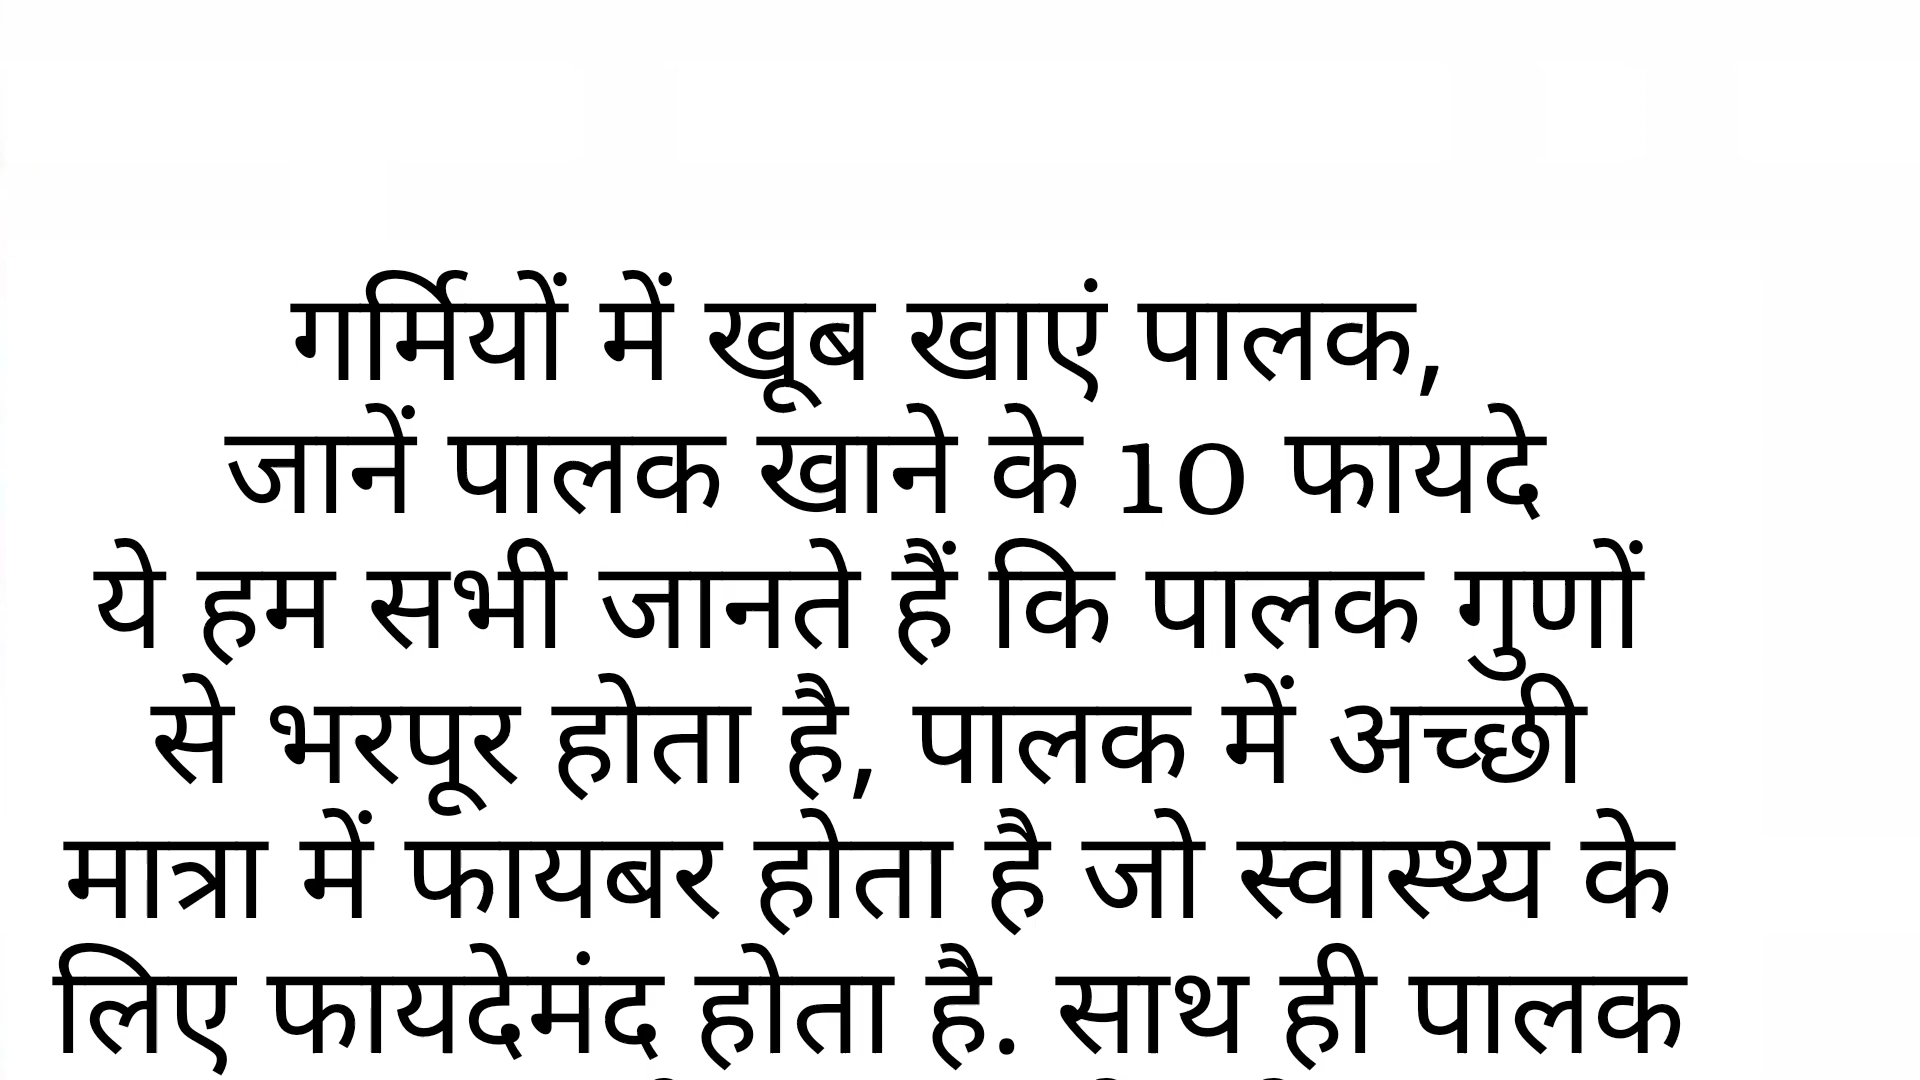 गर्मियों में खूब खाएं पालक,
जानें पालक खाने के 10 फायदे
ये हम सभी जानते हैं कि पालक गुणों
से भरपूर होता है, पालक में अच्छी
मात्रा में फायबर होता है जो स्वास्थ्य के
लिए फायदेमंद होता है. साथ ही पालक